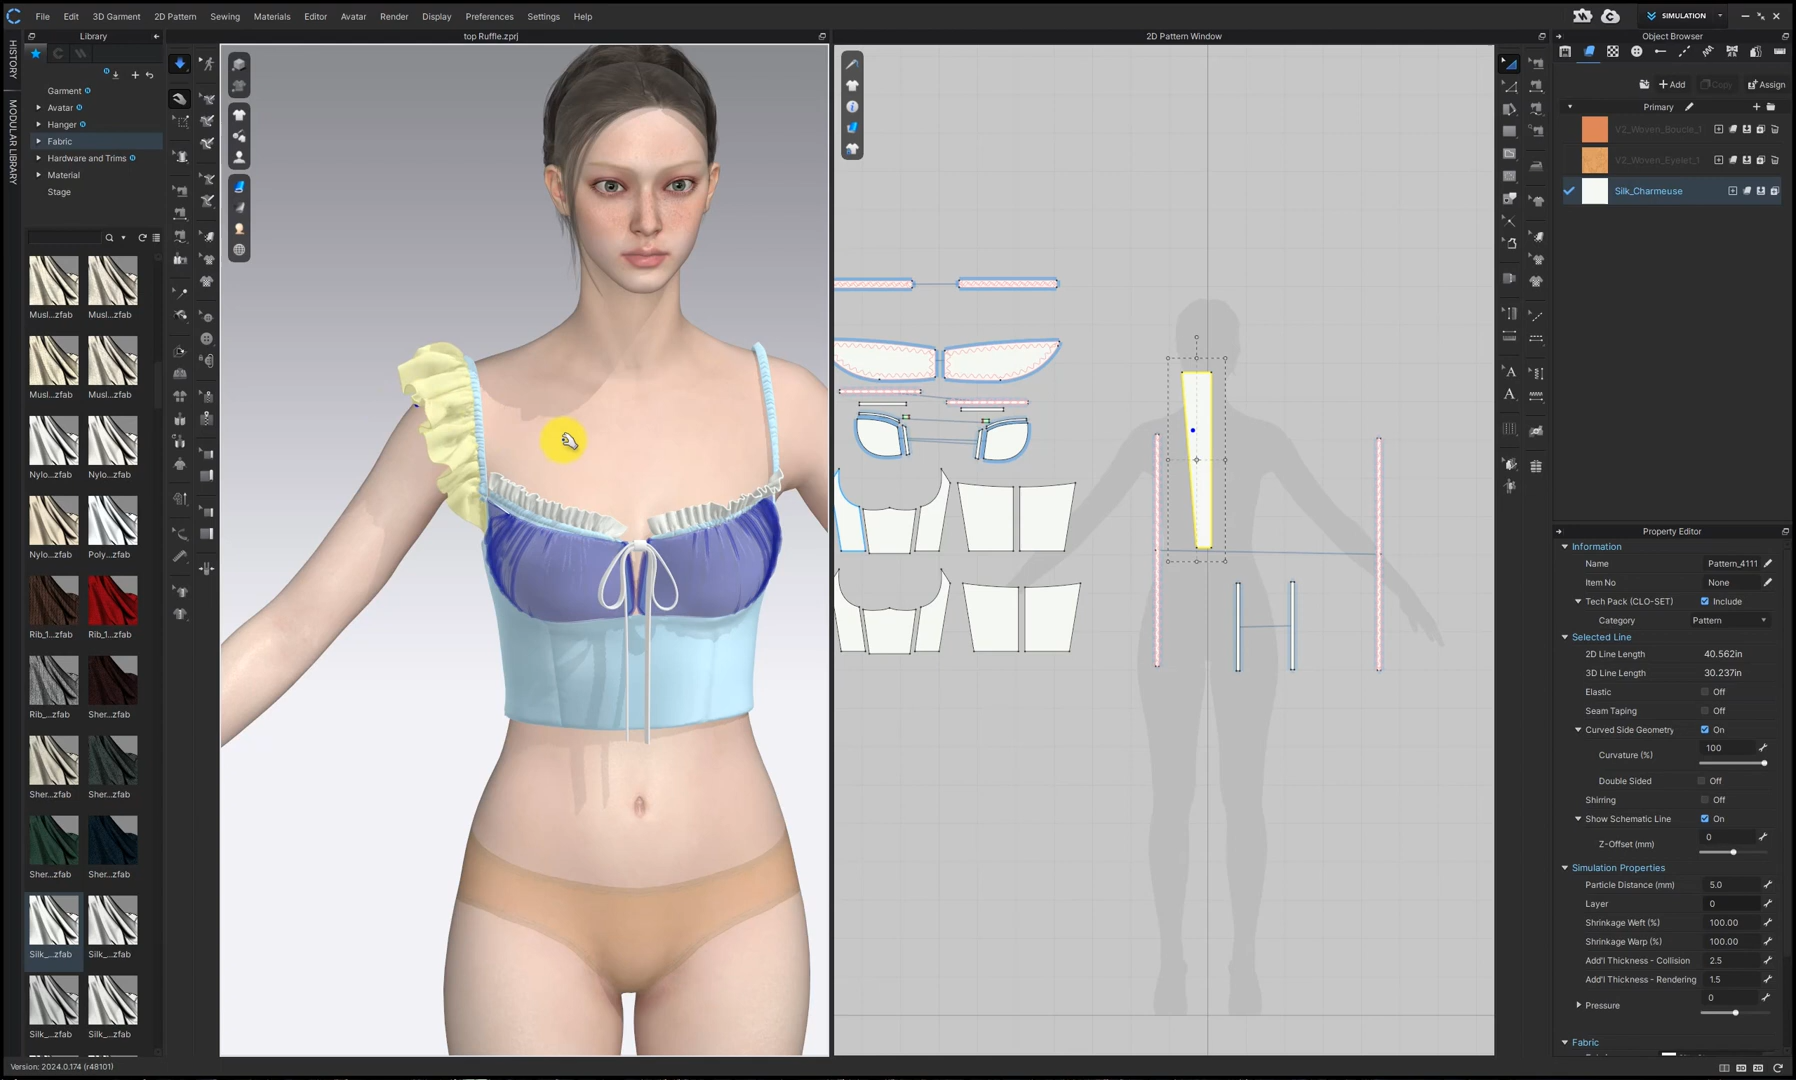 File Edit 3D Garment 2D Pattern Sewing Materials Editor Avatar Render Display Preferences Settings Help
SIMULATION
Library
top Ruffle.zprj
2D Pattern Window
Object Browser
HISTORY
MODULAR LIBRARY
Garment
Avatar
Hanger
Fabric
Hardware and Trims
Material
Stage
Musl...zfab Musl...zfab
Musl...zfab Musl...zfab
Nylo...zfab Nylo...zfab
Nylo...zfab Poly...zfab
Rib_1...zfab Rib_1...zfab
Rib_...zfab Sher...zfab
Sher...zfab Sher...zfab
Sher...zfab Sher...zfab
Silk_...zfab Silk_...zfab
Silk_...zfab Silk_...zfab
Version: 2024.0.174 (r48101)
Add Copy Assign
Primary
V2_Woven_Boucle_1
V2_Woven_Eyelet_1
Silk_Charmeuse
Property Editor
Information
Name Pattern_4111
Item No None
Tech Pack (CLO-SET) Include
Category Pattern
Selected Line
2D Line Length 40.562in
3D Line Length 30.237in
Elastic Off
Seam Taping Off
Curved Side Geometry On
Curvature (%) 100
Double Sided Off
Shirring Off
Show Schematic Line On
Z-Offset (mm) 0
Simulation Properties
Particle Distance (mm) 5.0
Layer 0
Shrinkage Weft (%) 100.00
Shrinkage Warp (%) 100.00
Add'l Thickness - Collision 2.5
Add'l Thickness - Rendering 1.5
Pressure 0
Fabric